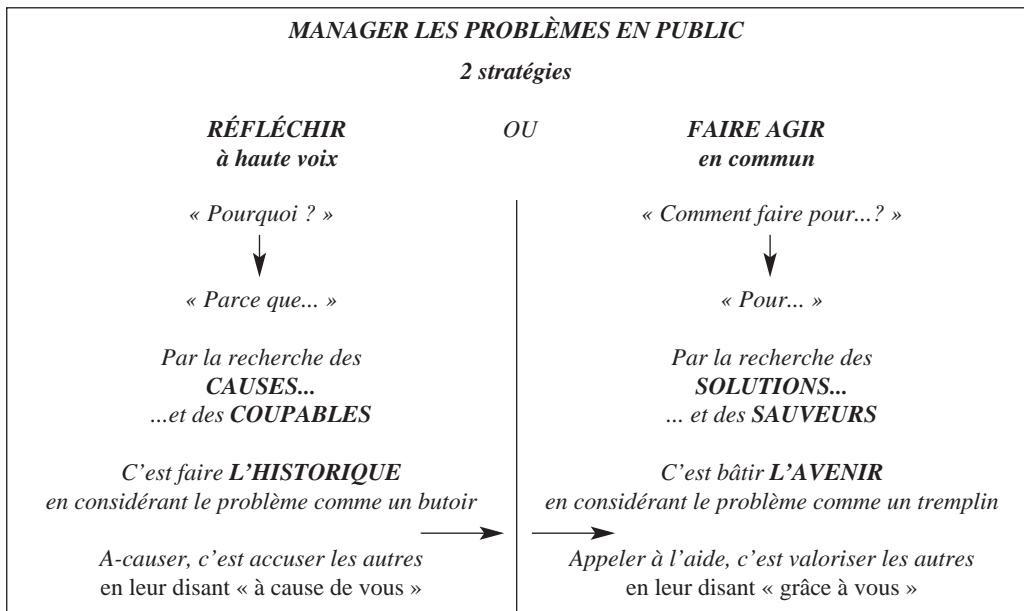 MANAGER LES PROBLÈMES EN PUBLIC
2 stratégies
RÉFLÉCHIR OU FAIRE AGIR
à haute voix en commun
« Pourquoi ? » « Comment faire pour...? »
« Parce que... » « Pour... »
Par la recherche des Par la recherche des
CAUSES... SOLUTIONS...
...et des COUPABLES ... et des SAUVEURS
C’est faire L’HISTORIQUE C’est bâtir L’AVENIR
en considérant le problème comme un butoir en considérant le problème comme un tremplin
A-causer, c’est accuser les autres Appeler à l’aide, c’est valoriser les autres
en leur disant « à cause de vous » en leur disant « grâce à vous »